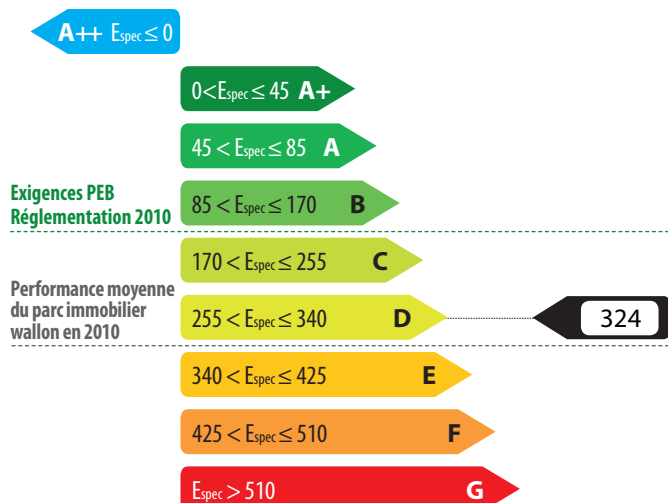 A++ Espec ≤ 0
0<Espec ≤ 45 A+
45 < Espec ≤ 85 A
Exigences PEB
Réglementation 2010
85 < Espec ≤ 170 B
170 < Espec ≤ 255 C
Performance moyenne
du parc immobilier
wallon en 2010
255 < Espec ≤ 340 D
324
340 < Espec ≤ 425 E
425 < Espec ≤ 510 F
Espec > 510 G